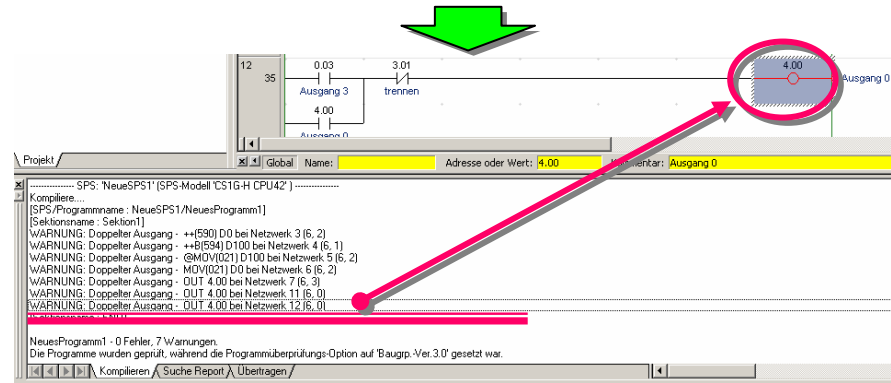 12
35
0.03
3.01
4.00
Ausgang 3
trennen
Ausgang 0
4.00
Ausgang 0
Projekt
Global Name: Adresse oder Wert: 4.00 Kommentar: Ausgang 0
---------------- SPS: 'NeueSPS1' (SPS-Modell 'CS1G-H CPU42' ) ----------------
Kompiliere....
[SPS/Programmname : NeueSPS1/NeuesProgramm1]
[Sektionsname : Sektion1]
WARNUNG: Doppelter Ausgang - ++(590) D0 bei Netzwerk 3 (6, 2)
WARNUNG: Doppelter Ausgang - ++B(594) D100 bei Netzwerk 4 (6, 1)
WARNUNG: Doppelter Ausgang - @MOV(021) D100 bei Netzwerk 5 (6, 2)
WARNUNG: Doppelter Ausgang - MOV(021) D0 bei Netzwerk 6 (6, 2)
WARNUNG: Doppelter Ausgang - OUT 4.00 bei Netzwerk 7 (6, 3)
WARNUNG: Doppelter Ausgang - OUT 4.00 bei Netzwerk 11 (6, 0)
WARNUNG: Doppelter Ausgang - OUT 4.00 bei Netzwerk 12 (6, 0)
[Sektionsname : END]
NeuesProgramm1 - 0 Fehler, 7 Warnungen.
Die Programme wurden geprüft, während die Programmüberprüfungs-Option auf 'Baugrp.-Ver.3.0' gesetzt war.
Kompilieren Suche Report Übertragen